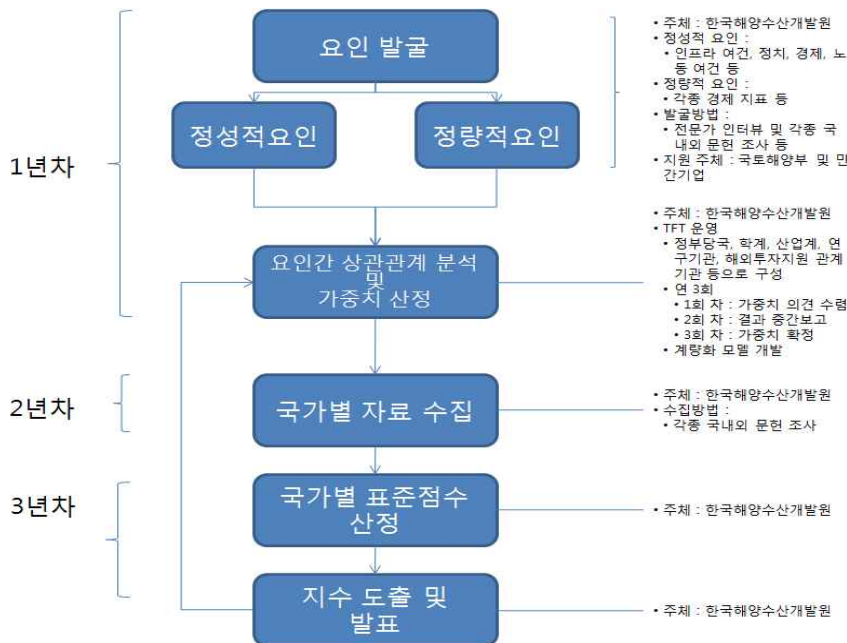 요인 발굴
정성적요인
정량적요인
1년차
요인간 상관관계 분석
및
가중치 산정
2년차
국가별 자료 수집
3년차
국가별 표준점수
산정
지수 도출 및
발표
• 주체 : 한국해양수산개발원
• 정성적 요인 :
• 인프라 여건, 정치, 경제, 노
동 여건 등
• 정량적 요인 :
• 각종 경제 지표 등
• 발굴방법 :
• 전문가 인터뷰 및 각종 국
내외 문헌 조사 등
• 지원 주체 : 국토해양부 및 민
간기업
• 주체 : 한국해양수산개발원
• TFT 운영
• 정부당국, 학계, 산업계, 연
구기관, 해외투자지원 관계
기관 등으로 구성
• 연 3회
• 1회 차 : 가중치 의견 수렴
• 2회 차 : 결과 중간보고
• 3회 차 : 가중치 확정
• 계량화 모델 개발
• 주체 : 한국해양수산개발원
• 수집방법 :
• 각종 국내외 문헌 조사
• 주체 : 한국해양수산개발원
• 주체 : 한국해양수산개발원